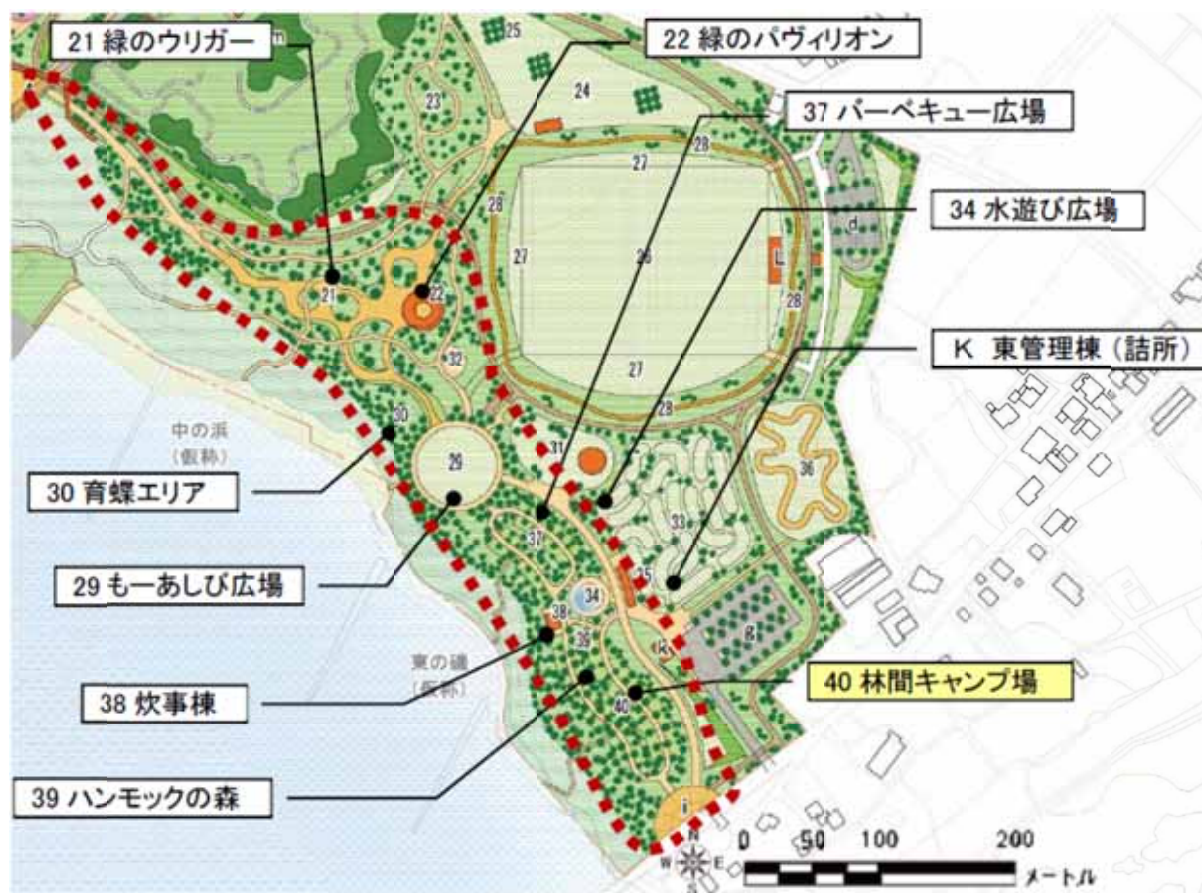 21 緑のウリガー
22 緑のパヴィリオン
37 バーベキュー広場
34 水遊び広場
K 東管理棟(詰所)
30 育蝶エリア
29 もーあしび広場
38 炊事棟
39 ハンモックの森
40 林間キャンプ場
中の浜
(仮称)
東の磯
(仮称)
25
24
23
28
27
28
27
26
27
28
L
d
27
28
21
22
32
30
29
31
33
36
37
34
35
38
39
k
g
40
i
N
W
E
S
0
50
100
200
メートル